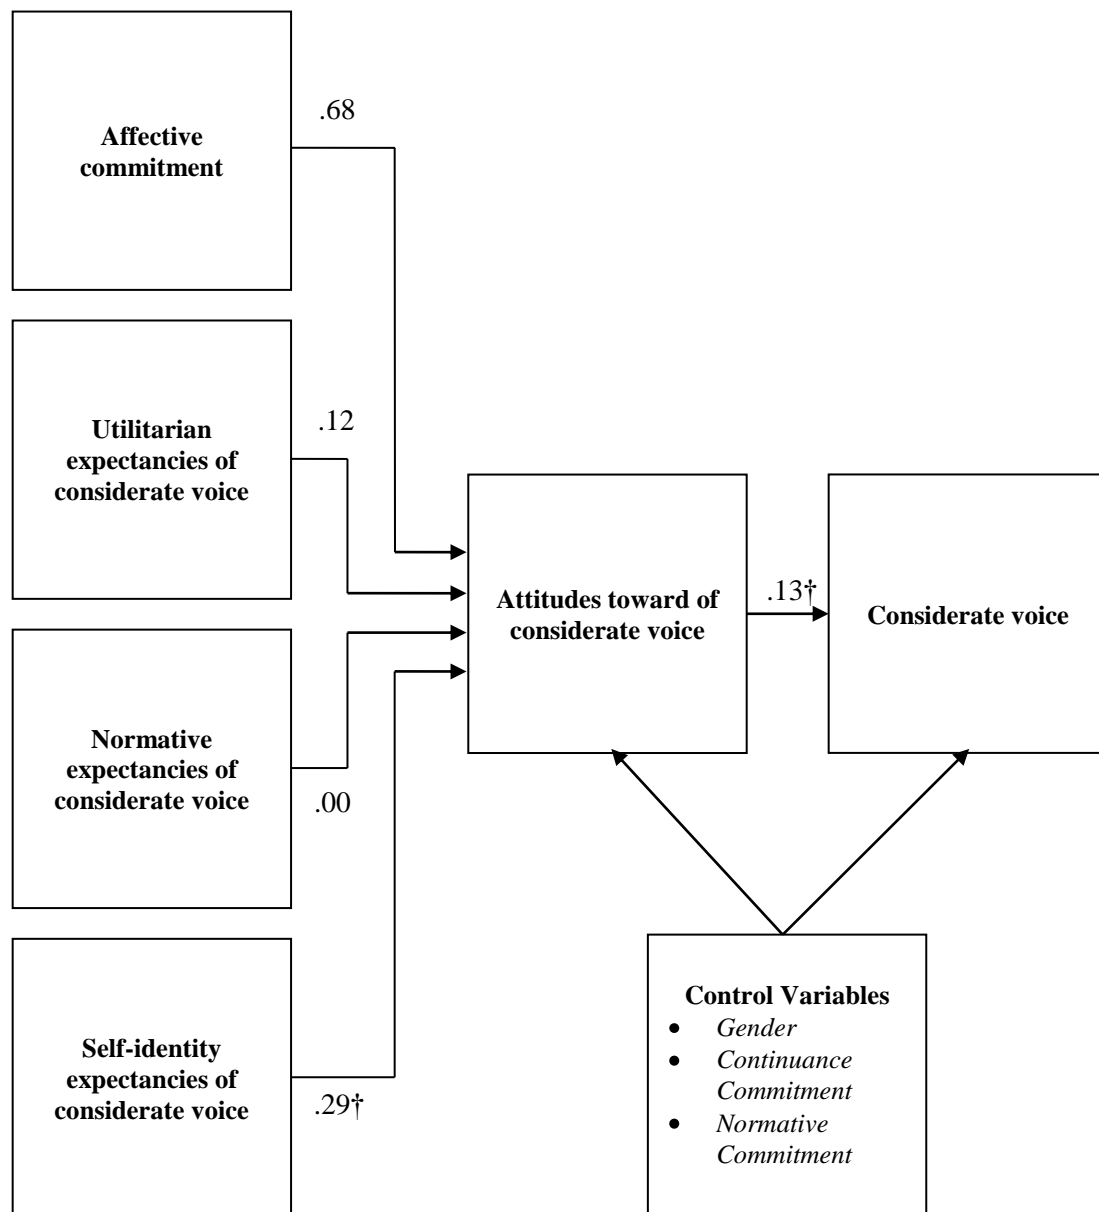 .68
Affective
commitment
.12
Utilitarian
expectancies of
considerate voice
Attitudes toward of
considerate voice
.13†
Considerate voice
Normative
expectancies of
considerate voice
.00
Self-identity
expectancies of
considerate voice
.29†
Control Variables
• Gender
• Continuance
Commitment
• Normative
Commitment